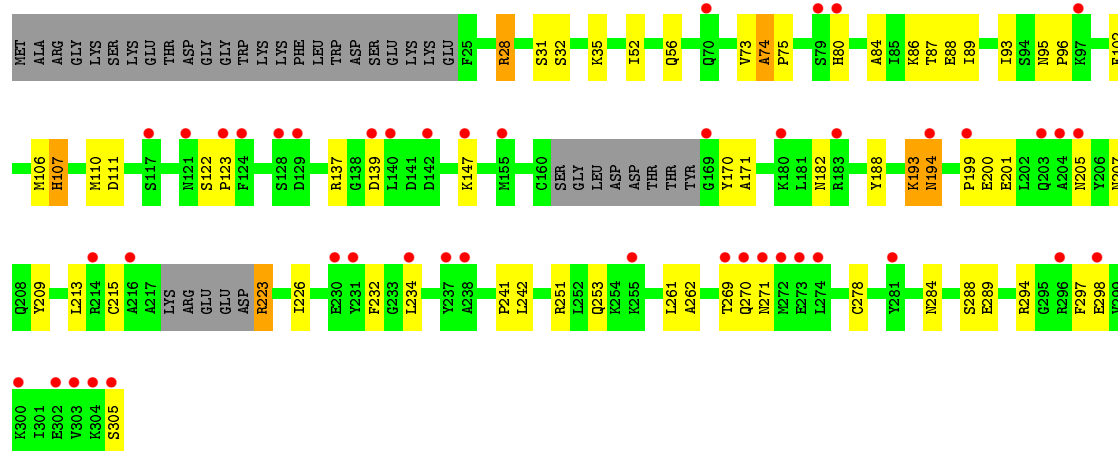 MET ALA ARG GLY LYS SER LYS GLU THR ASP GLY GLY TRP LYS LYS PHE LEU TRP ASP SER GLU LYS LYS GLU F25 R28 S31 S32 K35 I52 Q56 Q70 V73 A74 P75 S79 H80 A84 I85 K86 T87 E88 I89 I93 S94 N95 P96 K97
M106 H107 M110 D111 S117 N121 S122 P123 F124 S128 D129 R137 G138 D139 L140 D141 D142 K147 M155 C160 SER GLY LEU ASP ASP THR THR TYR G169 Y170 A171 K180 L181 N182 R183 Y188 K193 N194 P199 E200 E201 L202 Q203 A204 N205 Y206 N207
Q208 Y209 L213 R214 C215 A216 A217 LYS ARG GLU GLU ASP R223 I226 E230 Y231 F232 G233 L234 Y237 A238 P241 L242 R251 L252 Q253 K254 K255 L261 A262 T269 Q270 N271 M272 E273 L274 C278 Y281 N284 S288 E289 R294 G295 R296 F297 E298 V299
K300 I301 E302 V303 K304 S305